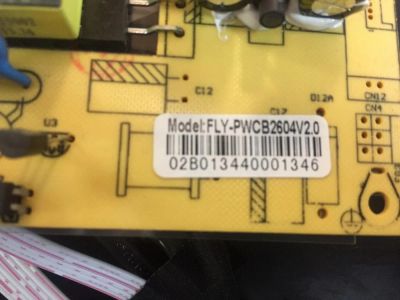 U3
C12
C17
D12A
CN12
CN4
Model:FLY-PWCB2604V2.0
02B013440001346